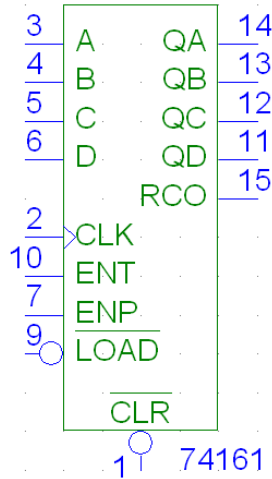 3 A QA 14
4 B QB 13
5 C QC 12
6 D QD 11
RCO 15
2 CLK
10 ENT
7 ENP
9 LOAD
CLR
1 74161